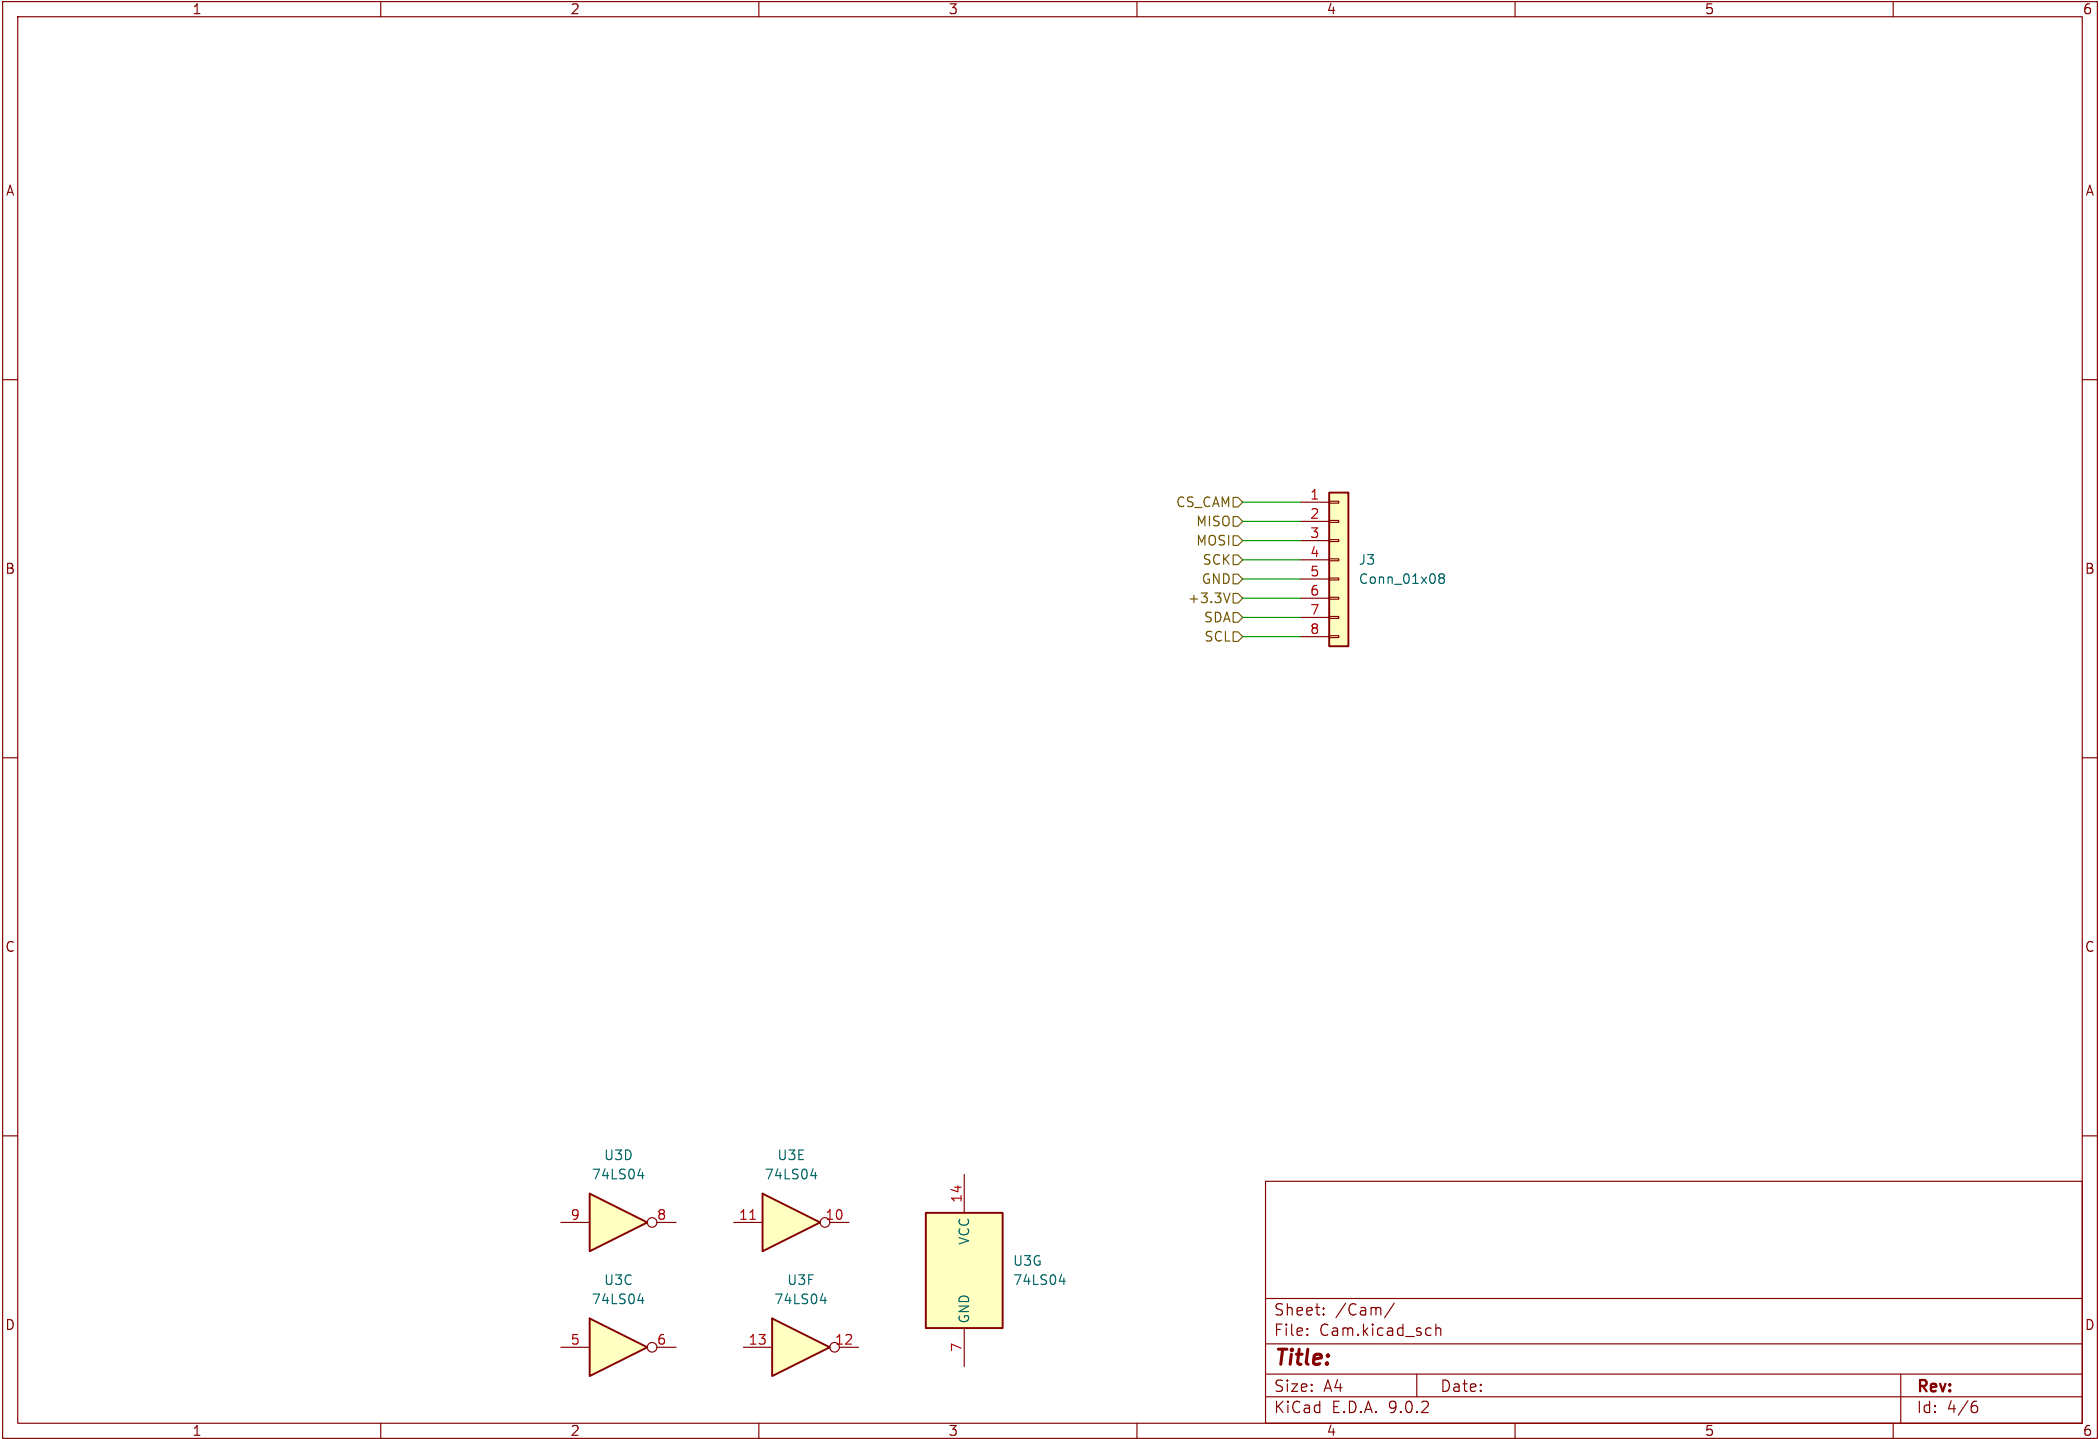 1 2 3 4 5 6
A A
CS_CAM 1
MISO 2
MOSI 3
SCK 4
J3
GND 5
Conn_01x08
+3.3V 6
SDA 7
SCL 8
B B
C C
U3D
74LS04
9 8
U3E
74LS04
11 10
14
VCC
GND
7
U3G
74LS04
U3C
74LS04
5 6
U3F
74LS04
13 12
D D
Sheet: /Cam/
File: Cam.kicad_sch
Title:
Size: A4 Date: Rev:
KiCad E.D.A. 9.0.2 Id: 4/6
1 2 3 4 5 6